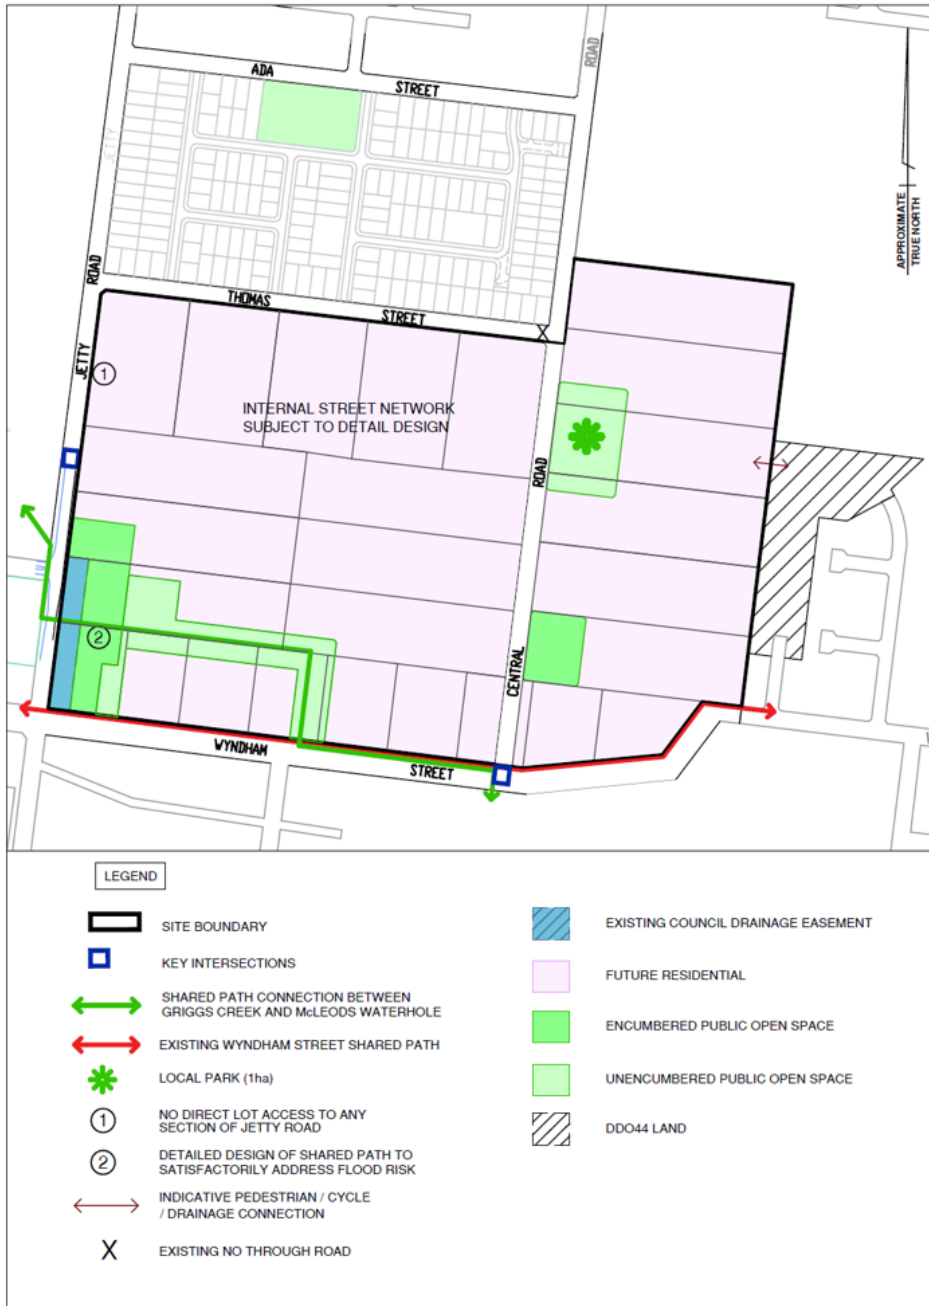 ROAD
ADA
STREET
JETTY
APPROXIMATE
TRUE NORTH
ROAD
THOMAS
STREET
X
JETTY
1
INTERNAL STREET NETWORK
SUBJECT TO DETAIL DESIGN
ROAD
2
CENTRAL
WYNDHAM
STREET
LEGEND
SITE BOUNDARY
KEY INTERSECTIONS
SHARED PATH CONNECTION BETWEEN
GRIGGS CREEK AND McLEODS WATERHOLE
EXISTING WYNDHAM STREET SHARED PATH
LOCAL PARK (1ha)
1
NO DIRECT LOT ACCESS TO ANY
SECTION OF JETTY ROAD
2
DETAILED DESIGN OF SHARED PATH TO
SATISFACTORILY ADDRESS FLOOD RISK
INDICATIVE PEDESTRIAN / CYCLE
/ DRAINAGE CONNECTION
X
EXISTING NO THROUGH ROAD
EXISTING COUNCIL DRAINAGE EASEMENT
FUTURE RESIDENTIAL
ENCUMBERED PUBLIC OPEN SPACE
UNENCUMBERED PUBLIC OPEN SPACE
DDO44 LAND